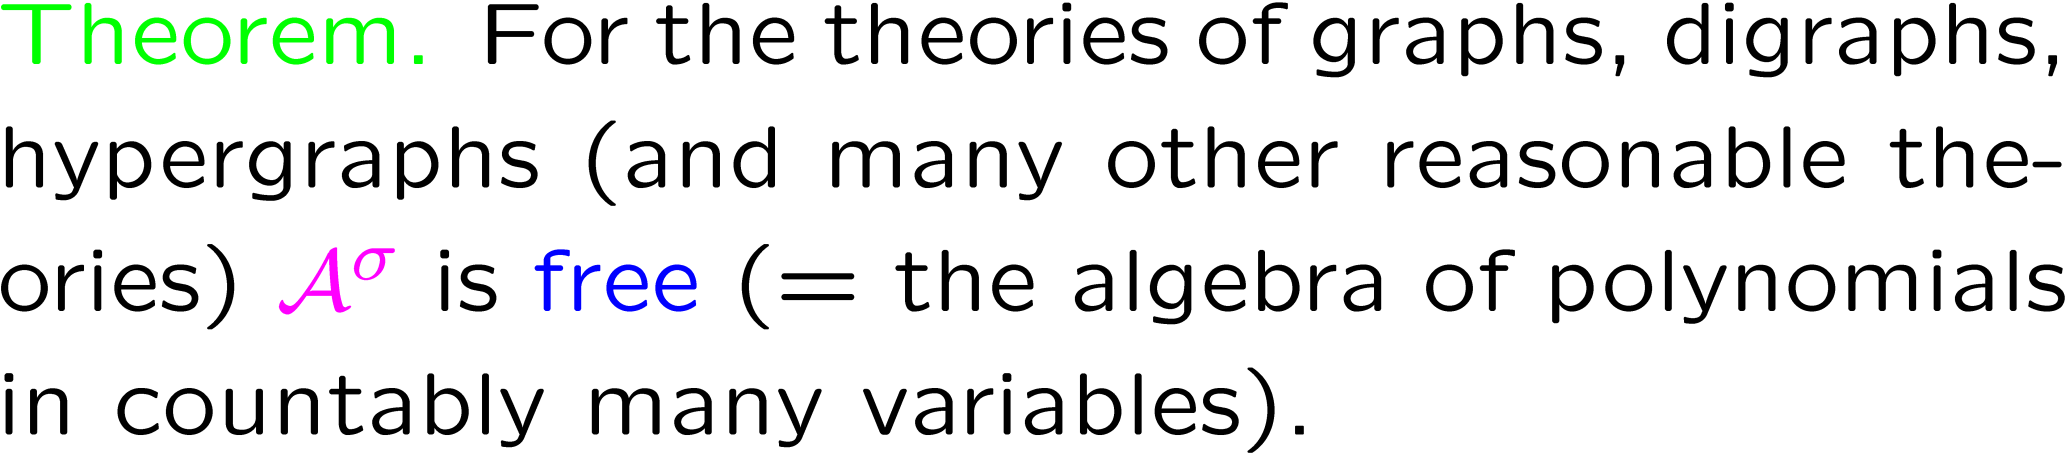 Theorem. For the theories of graphs, digraphs,
hypergraphs (and many other reasonable the-
ories) 𝒜^σ is free (= the algebra of polynomials
in countably many variables).